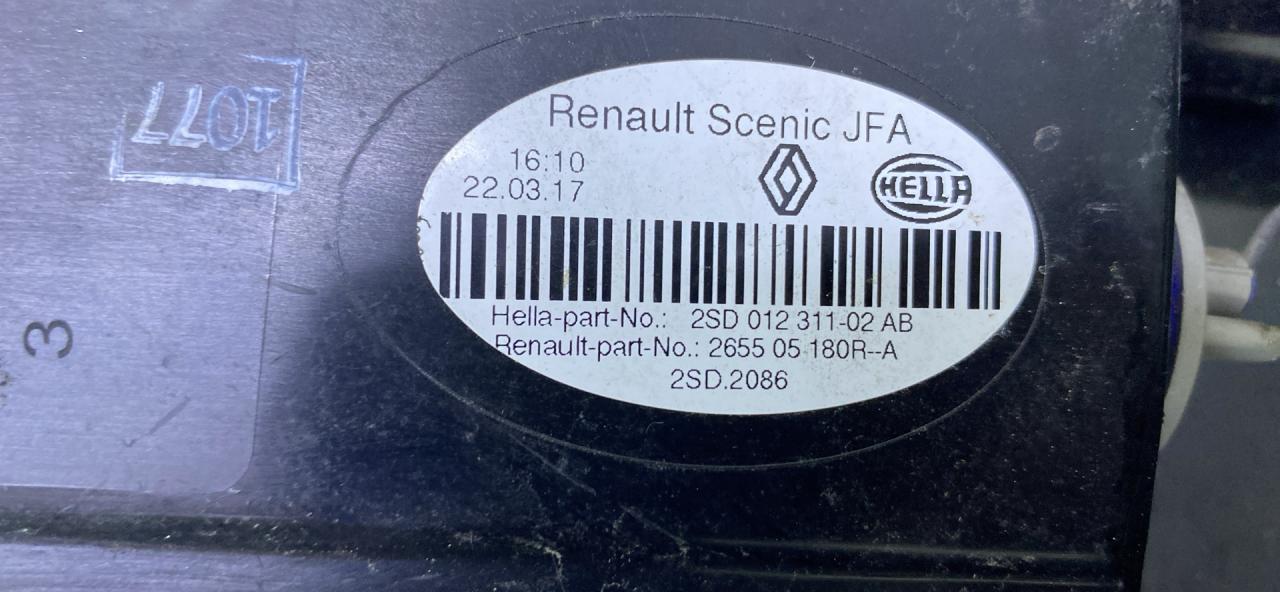 Renault Scenic JFA
16:10
22.03.17
HELLA
Hella-part-No.: 2SD 012 311-02 AB
Renault-part-No.: 2655 05 180R--A
2SD.2086
1077
3